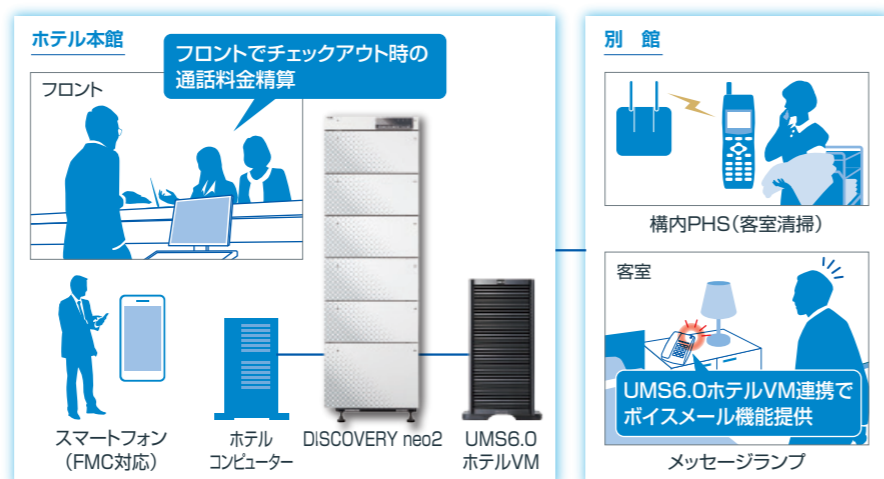 ホテル本館
フロントでチェックアウト時の
通話料金精算
フロント
スマートフォン
(FMC対応)
ホテル
コンピューター
DISCOVERY neo2
UMS6.0
ホテルVM
別 館
構内PHS(客室清掃)
客室
UMS6.0ホテルVM連携で
ボイスメール機能提供
メッセージランプ